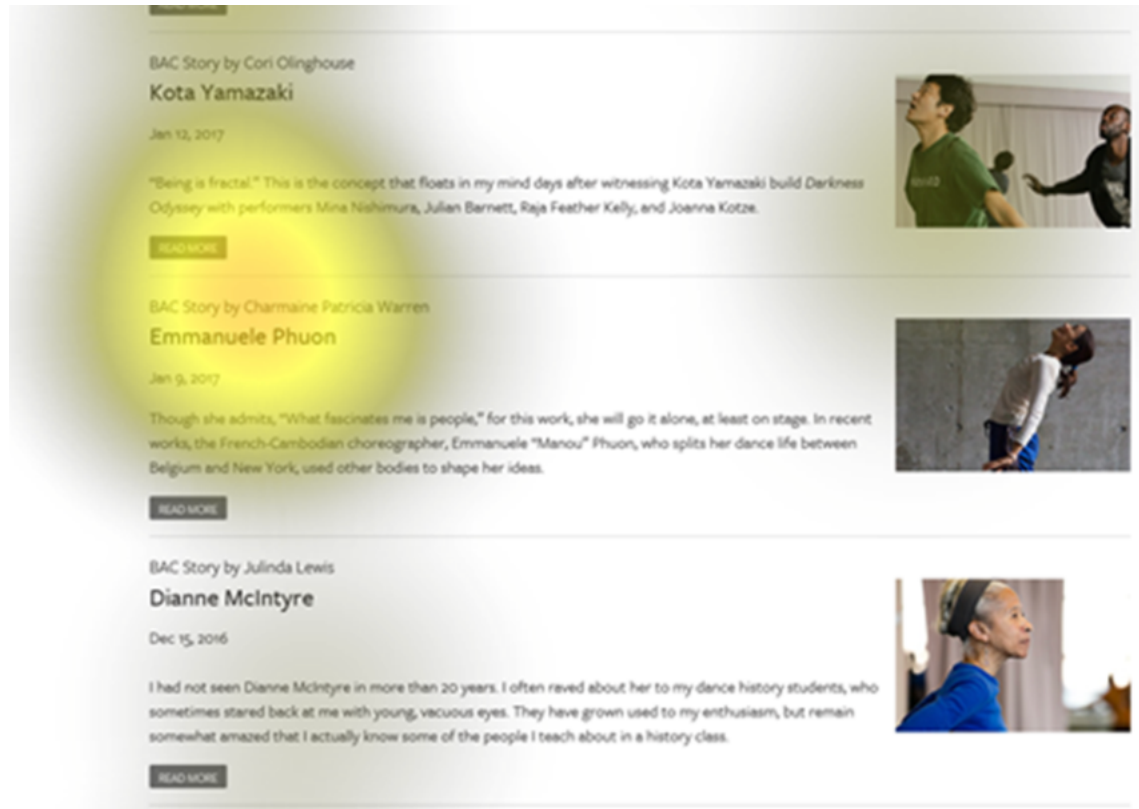 BAC Story by Cori Olinghouse
Kota Yamazaki
Jan 12, 2017
"Being is fractal." This is the concept that floats in my mind days after witnessing Kota Yamazaki build Darkness
Odyssey with performers Mina Nishimura, Julian Barnett, Raja Feather Kelly, and Joanna Kotze.
READ MORE
BAC Story by Charmaine Patricia Warren
Emmanuele Phuon
Jan 9, 2017
Though she admits, "What fascinates me is people," for this work, she will go it alone, at least on stage. In recent
works, the French-Cambodian choreographer, Emmanuele "Manou" Phuon, who splits her dance life between
Belgium and New York, used other bodies to shape her ideas.
READ MORE
BAC Story by Julinda Lewis
Dianne McIntyre
Dec 15, 2016
I had not seen Dianne McIntyre in more than 20 years. I often raved about her to my dance history students, who
sometimes stared back at me with young, vacuous eyes. They have grown used to my enthusiasm, but remain
somewhat amazed that I actually know some of the people I teach about in a history class.
READ MORE